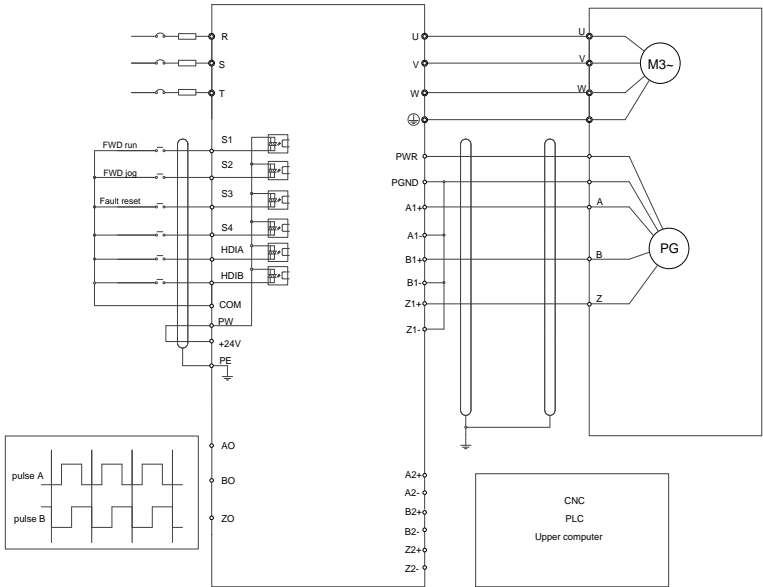 R
S
T
U
V
W
U
V
W
M3~
FWD run
FWD jog
Fault reset
S1
S2
S3
S4
HDIA
HDIB
COM
PW
+24V
PE
PWR
PGND
A1+
A1-
B1+
B1-
Z1+
Z1-
A
B
Z
PG
pulse A
pulse B
AO
BO
ZO
A2+
A2-
B2+
B2-
Z2+
Z2-
CNC
PLC
Upper computer